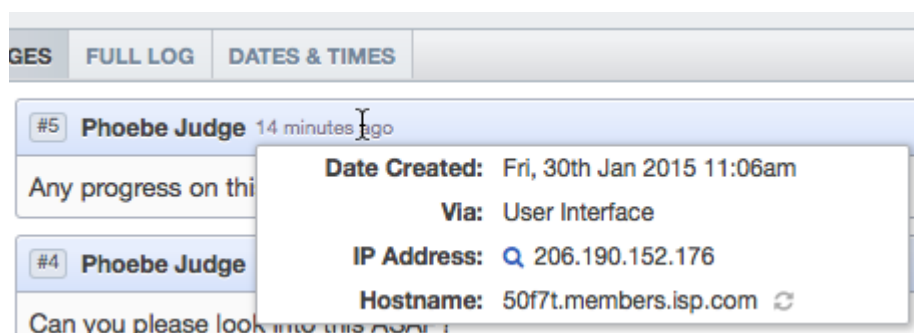 GES FULL LOG DATES & TIMES
#5 Phoebe Judge 14 minutes ago
Any progress on thi
Date Created: Fri, 30th Jan 2015 11:06am
Via: User Interface
IP Address: 206.190.152.176
Hostname: 50f7t.members.isp.com
#4 Phoebe Judge
Can you please look into this ASAP?